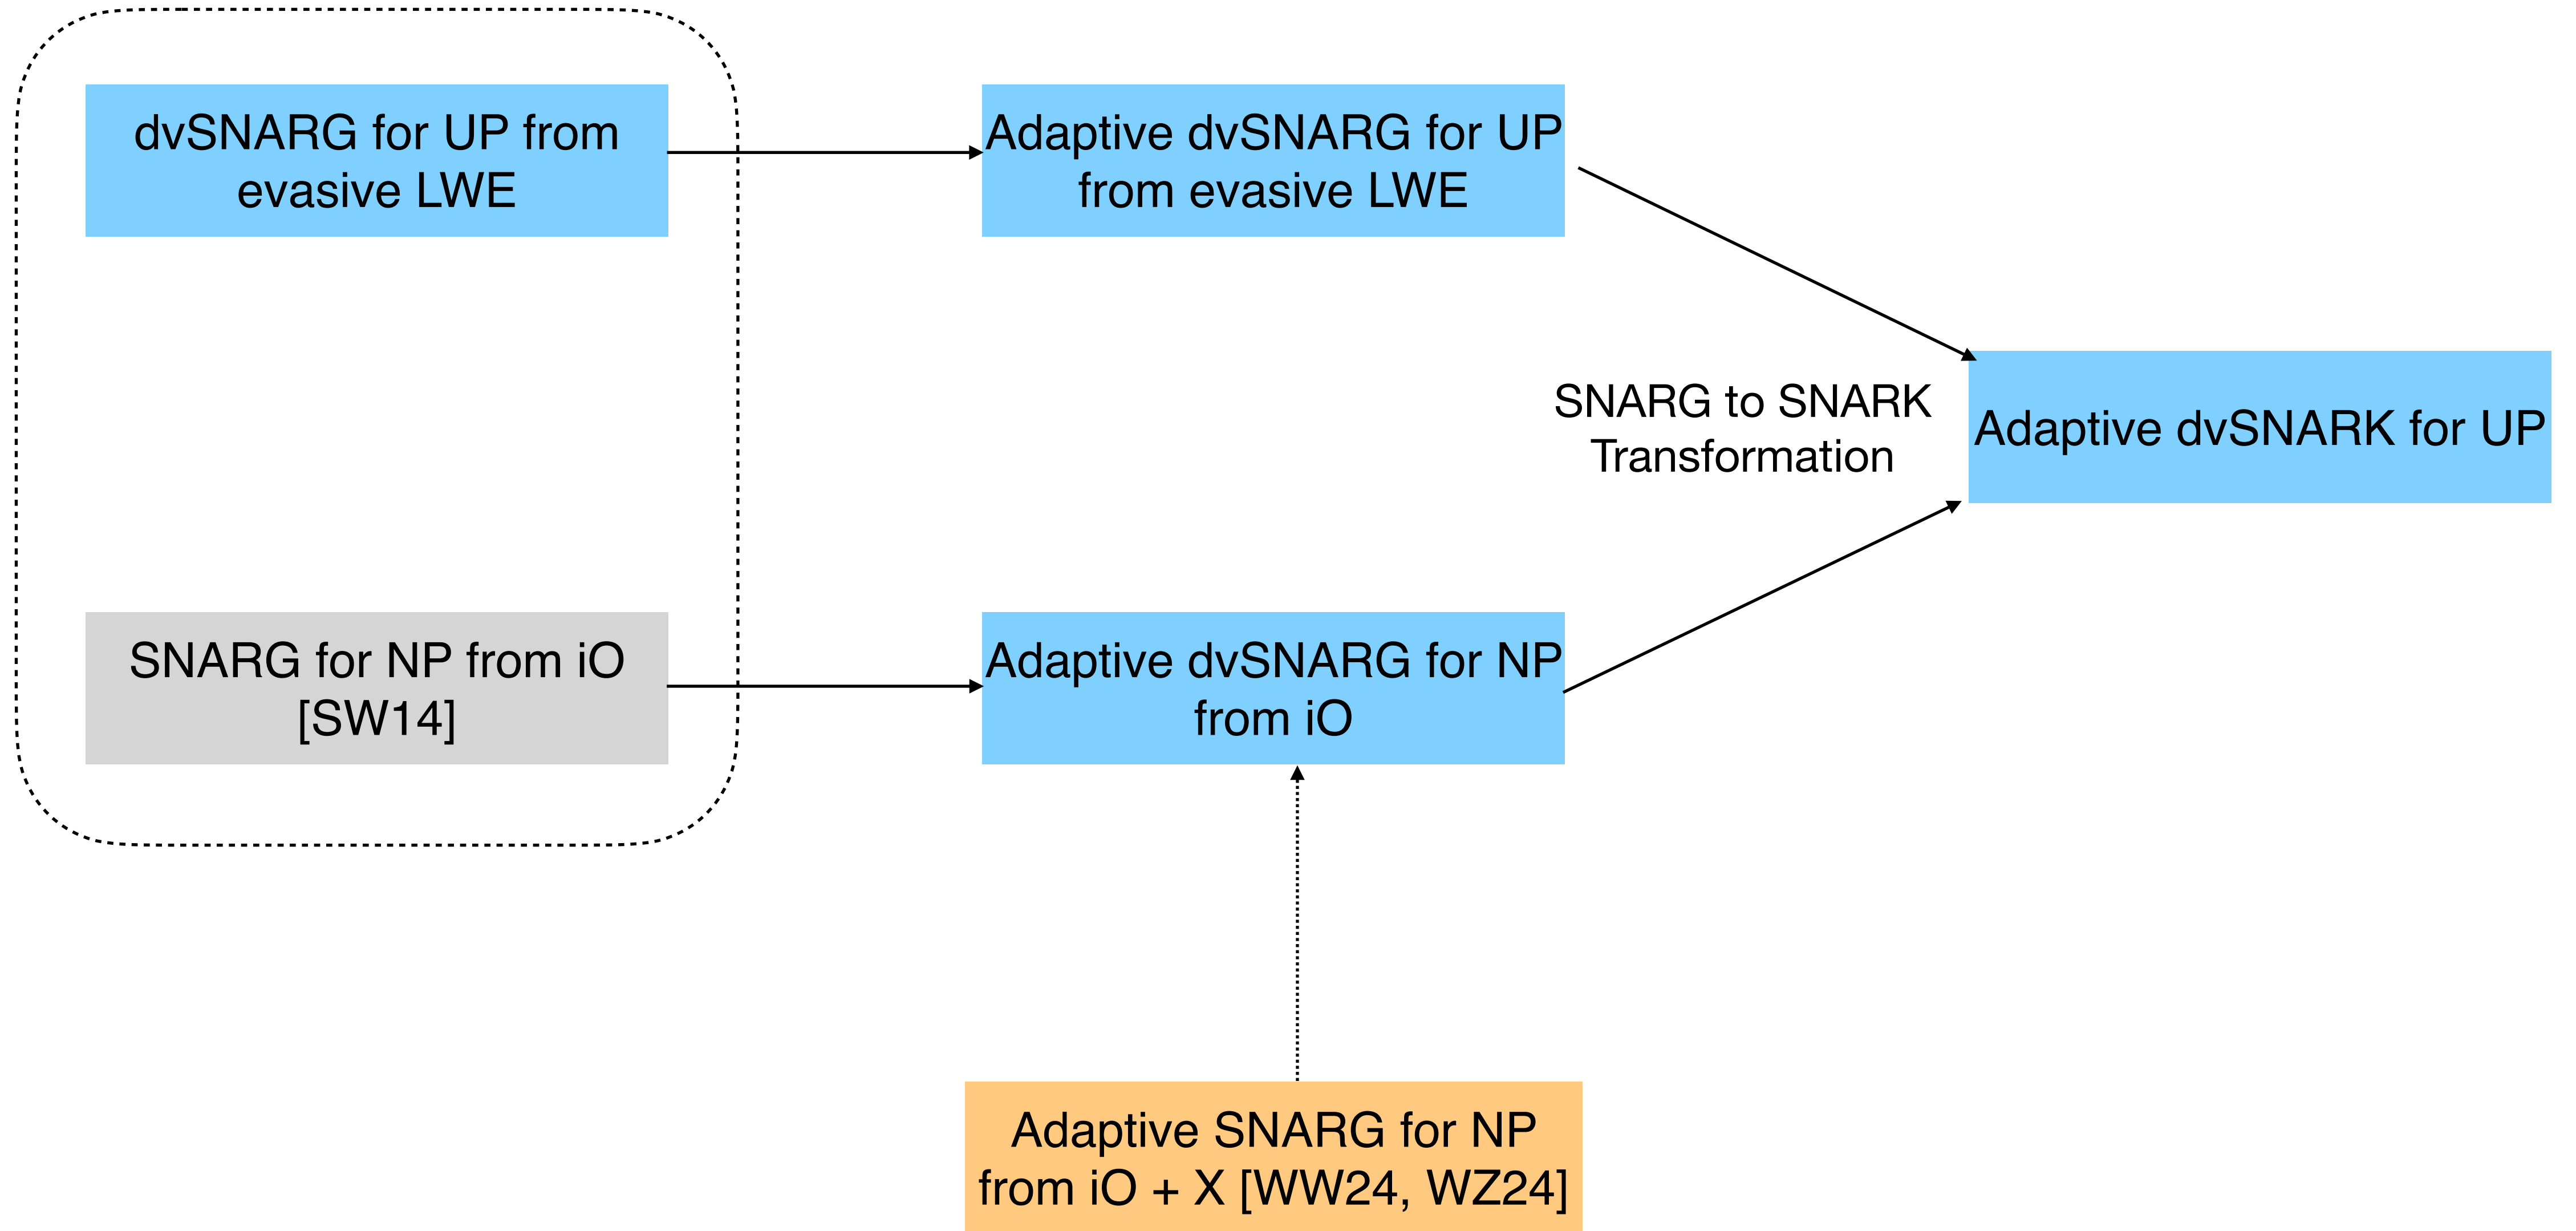 dvSNARG for UP from
evasive LWE
Adaptive dvSNARG for UP
from evasive LWE
SNARG to SNARK
Transformation
Adaptive dvSNARK for UP
SNARG for NP from iO
[SW14]
Adaptive dvSNARG for NP
from iO
Adaptive SNARG for NP
from iO + X [WW24, WZ24]